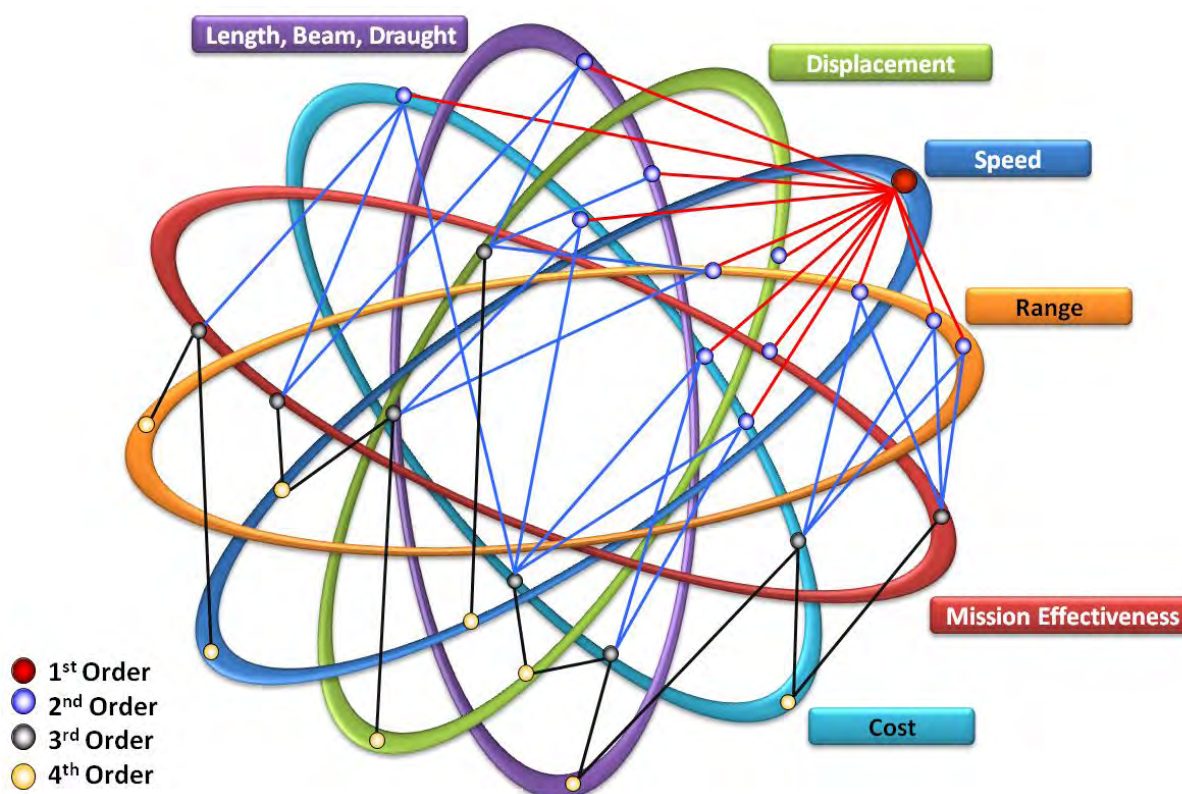 Length, Beam, Draught
Displacement
Speed
Range
Mission Effectiveness
Cost
1st Order
2nd Order
3rd Order
4th Order